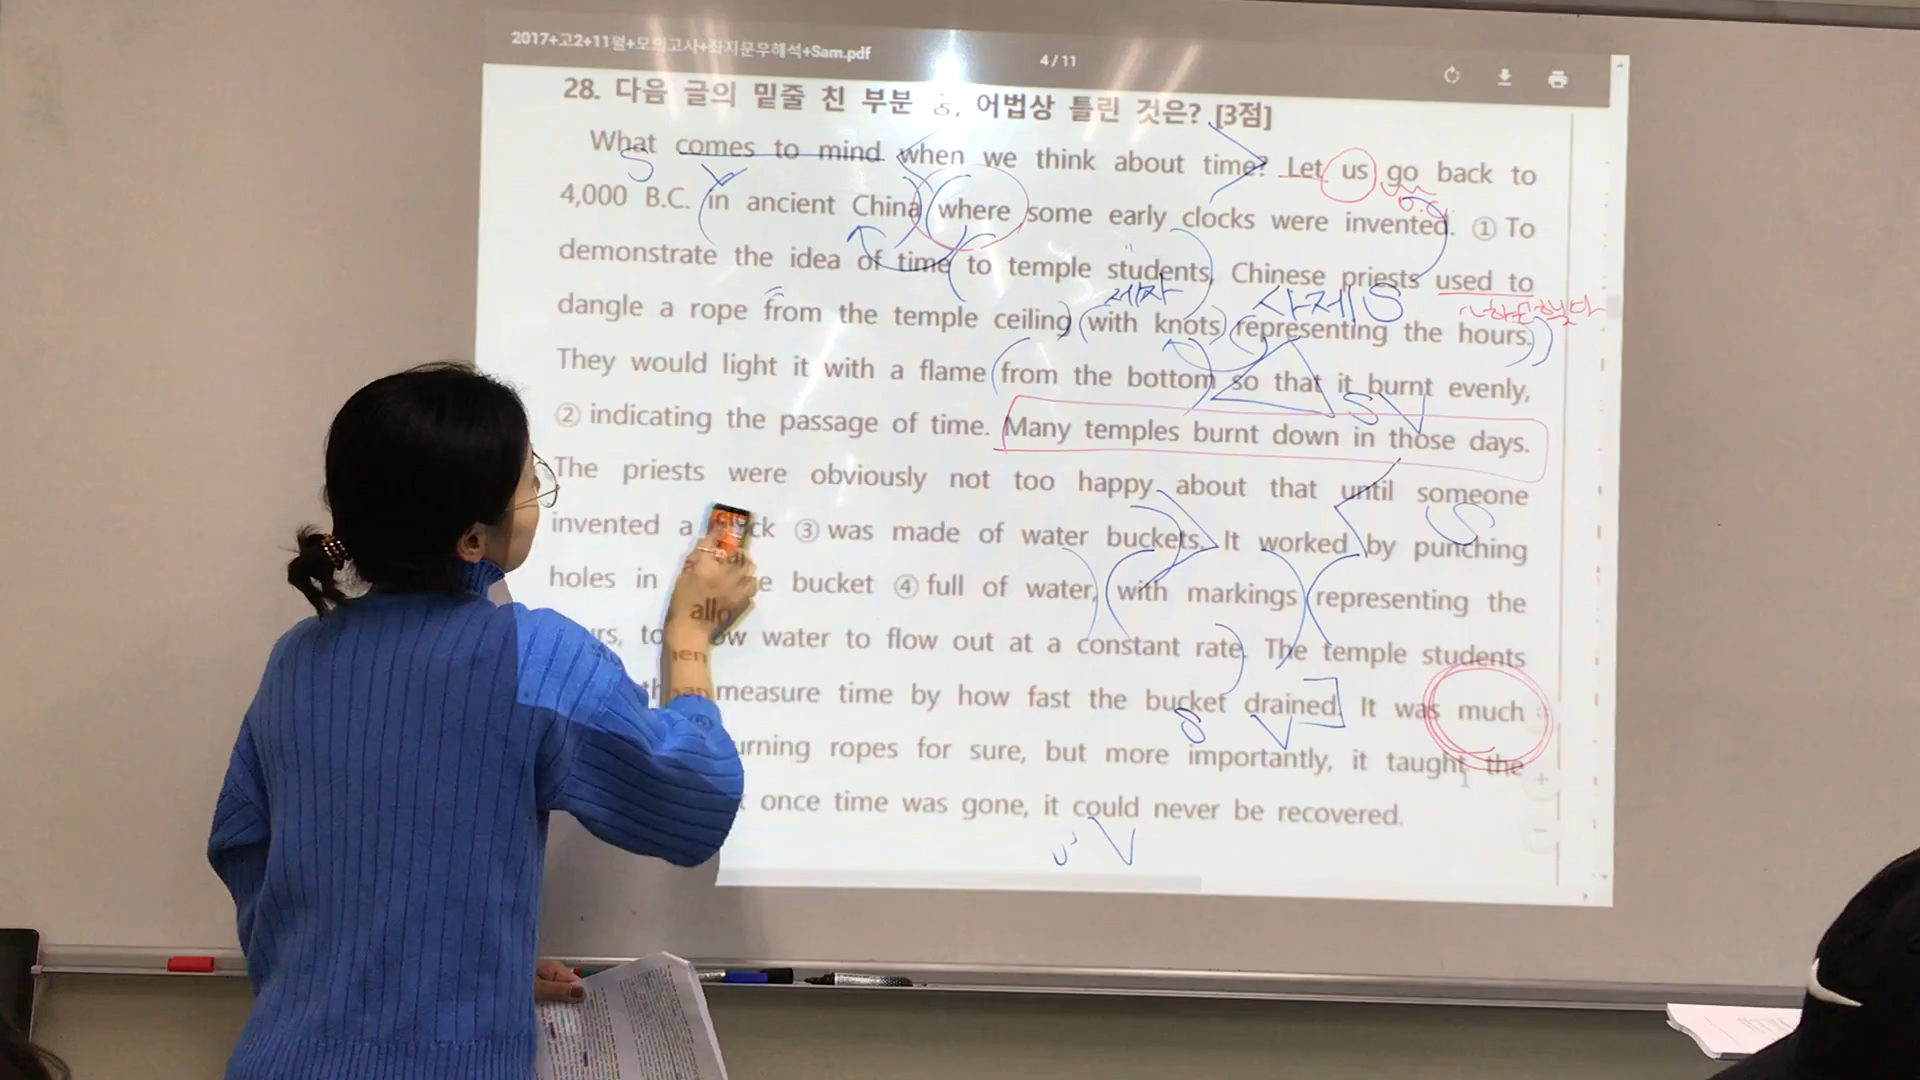 2017+고2+11월+모의고사+좌지문우해석+Sam.pdf
4 / 11
28. 다음 글의 밑줄 친 부분 중, 어법상 틀린 것은? [3점]
What comes to mind when we think about time? Let us go back to
S V
4,000 B.C. in ancient China where some early clocks were invented. ① To
demonstrate the idea of time to temple students, Chinese priests used to
제자 사제 S
dangle a rope from the temple ceiling with knots representing the hours.
They would light it with a flame from the bottom so that it burnt evenly,
S V
② indicating the passage of time. Many temples burnt down in those days.
The priests were obviously not too happy about that until someone
S
invented a ③ was made of water buckets. It worked by punching
holes in bucket ④ full of water, with markings representing the
to water to flow out at a constant rate. The temple students
measure time by how fast the bucket drained. It was much
S V
ropes for sure, but more importantly, it taught the
once time was gone, it could never be recovered.
V